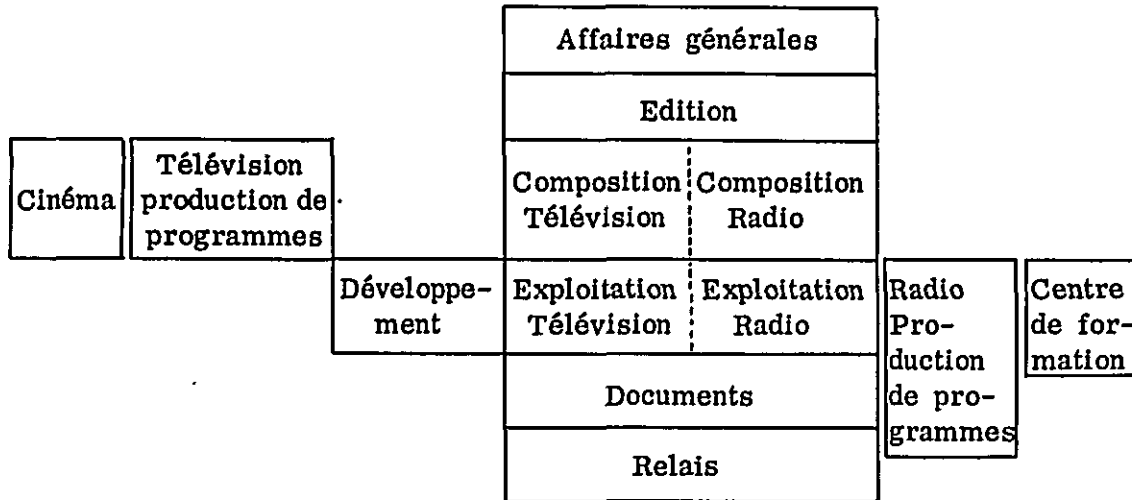 Affaires générales
Edition
Cinéma
Télévision
production de
programmes
Composition
Télévision
Composition
Radio
Développe-
ment
Exploitation
Télévision
Exploitation
Radio
Radio
Pro-
duction
de pro-
grammes
Centre
de for-
mation
Documents
Relais